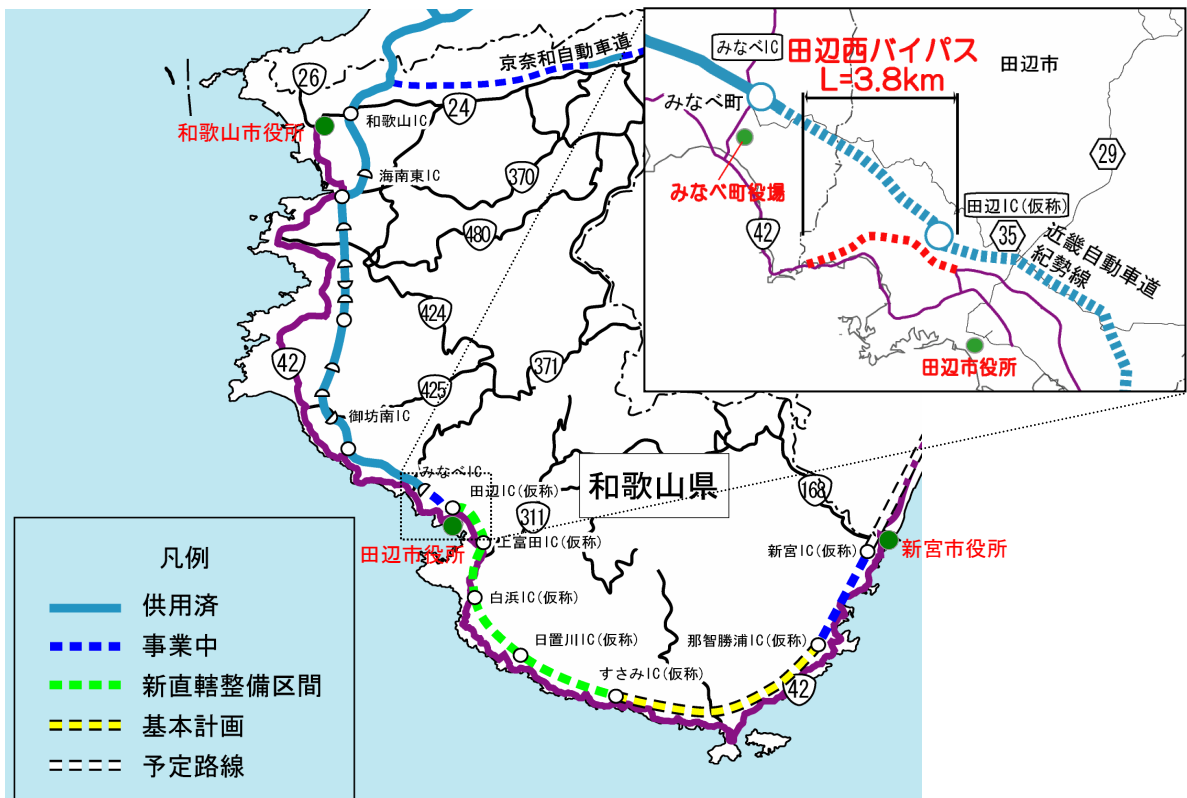 京奈和自動車道
26
24
和歌山IC
和歌山市役所
海南東IC
370
480
424
42
371
425
御坊南IC
みなべIC
田辺IC(仮称)
和歌山県
168
311
田辺市役所
上富田IC(仮称)
新宮IC(仮称)
新宮市役所
白浜IC(仮称)
日置川IC(仮称)
那智勝浦IC(仮称)
すさみIC(仮称)
42
みなべIC
田辺西バイパス
L=3.8km
田辺市
みなべ町
29
みなべ町役場
田辺IC(仮称)
42
35
近畿自動車道
紀勢線
田辺市役所
凡例
供用済
事業中
新直轄整備区間
基本計画
予定路線